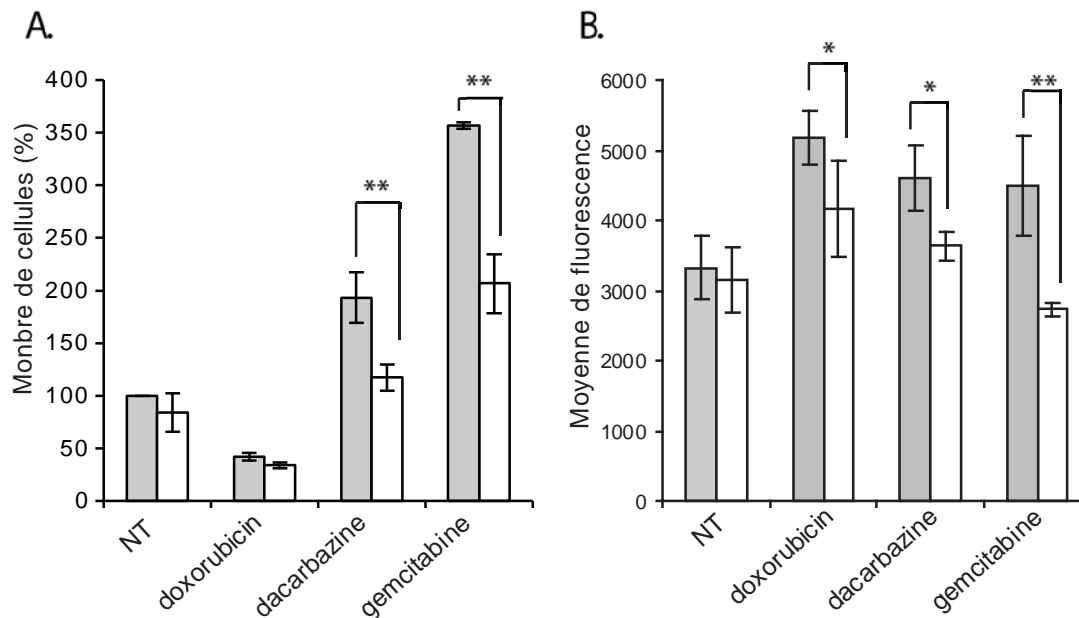 A.
Monbre de cellules (%)
400
350
300
250
200
150
100
50
0
**
**
NT
doxorubicin
dacarbazine
gemcitabine
B.
Moyenne de fluorescence
6000
5000
4000
3000
2000
1000
0
*
*
**
NT
doxorubicin
dacarbazine
gemcitabine